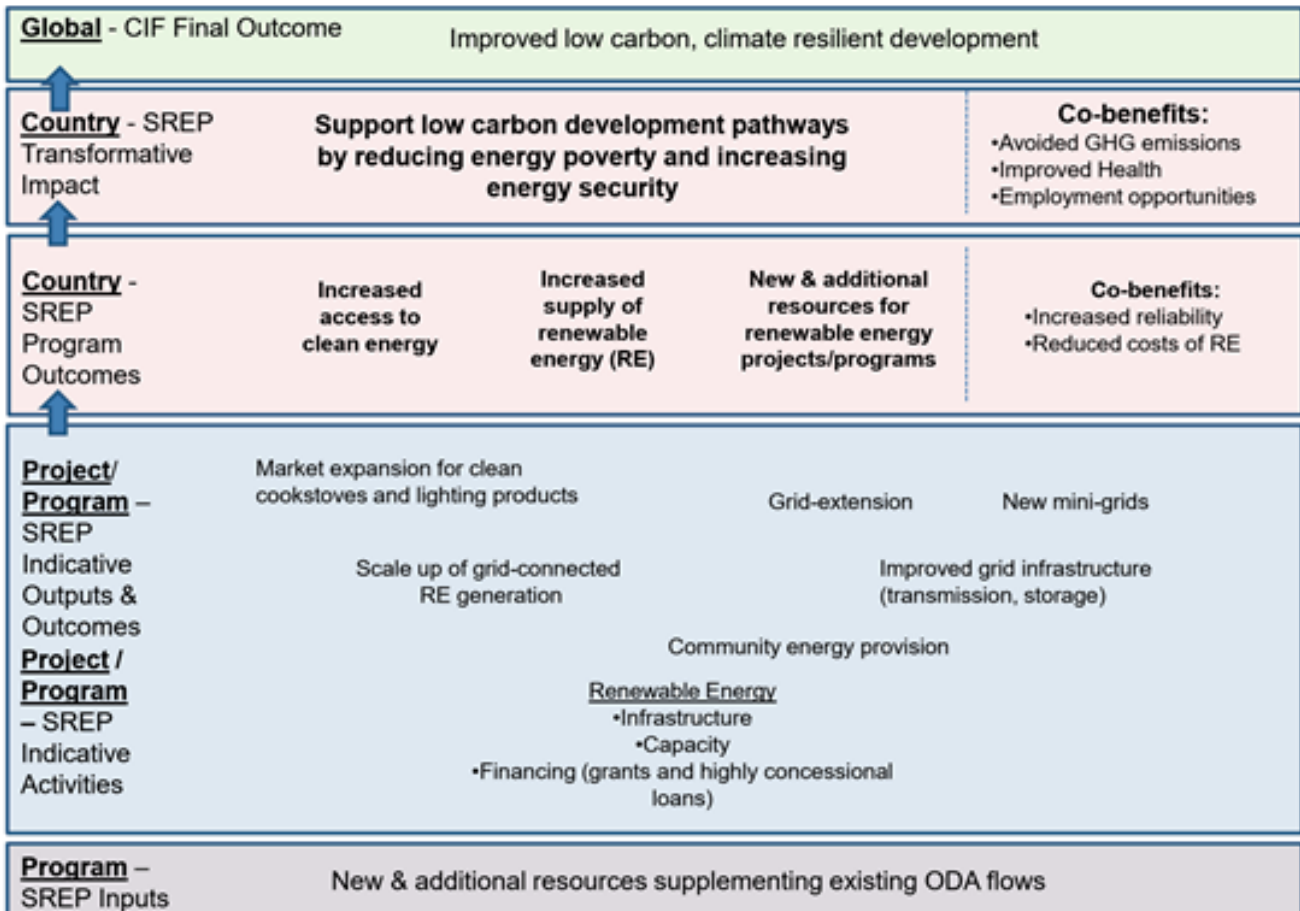 Global - CIF Final Outcome
Improved low carbon, climate resilient development
Country - SREP
Transformative
Impact
Support low carbon development pathways
by reducing energy poverty and increasing
energy security
Co-benefits:
•Avoided GHG emissions
•Improved Health
•Employment opportunities
Country -
SREP
Program
Outcomes
Increased
access to
clean energy
Increased
supply of
renewable
energy (RE)
New & additional
resources for
renewable energy
projects/programs
Co-benefits:
•Increased reliability
•Reduced costs of RE
Project/
Program –
SREP
Indicative
Outputs &
Outcomes
Market expansion for clean
cookstoves and lighting products
Grid-extension
New mini-grids
Scale up of grid-connected
RE generation
Improved grid infrastructure
(transmission, storage)
Community energy provision
Project /
Program
– SREP
Indicative
Activities
Renewable Energy
•Infrastructure
•Capacity
•Financing (grants and highly concessional
loans)
Program –
SREP Inputs
New & additional resources supplementing existing ODA flows